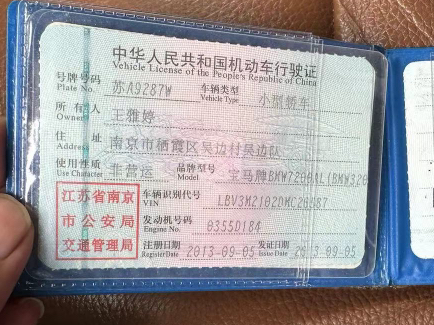 中华人民共和国机动车行驶证
Vehicle License of the People's Republic of China
号牌号码 苏A9287W 车辆类型 小型轿车
Plate No. Vehicle Type
所有人 王雅婷
Owner
住址 南京市栖霞区吴边村吴边队
Address
使用性质 非营运 品牌型号 宝马牌BMW7200AL(BMW320
Use Character Model
江苏省南京 车辆识别代号 LBV3M2102DMC26887
VIN
市公安局 发动机号码 0355D184
Engine No.
交通管理局 注册日期 2013-09-05 发证日期 2013-09-05
Register Date Issue Date